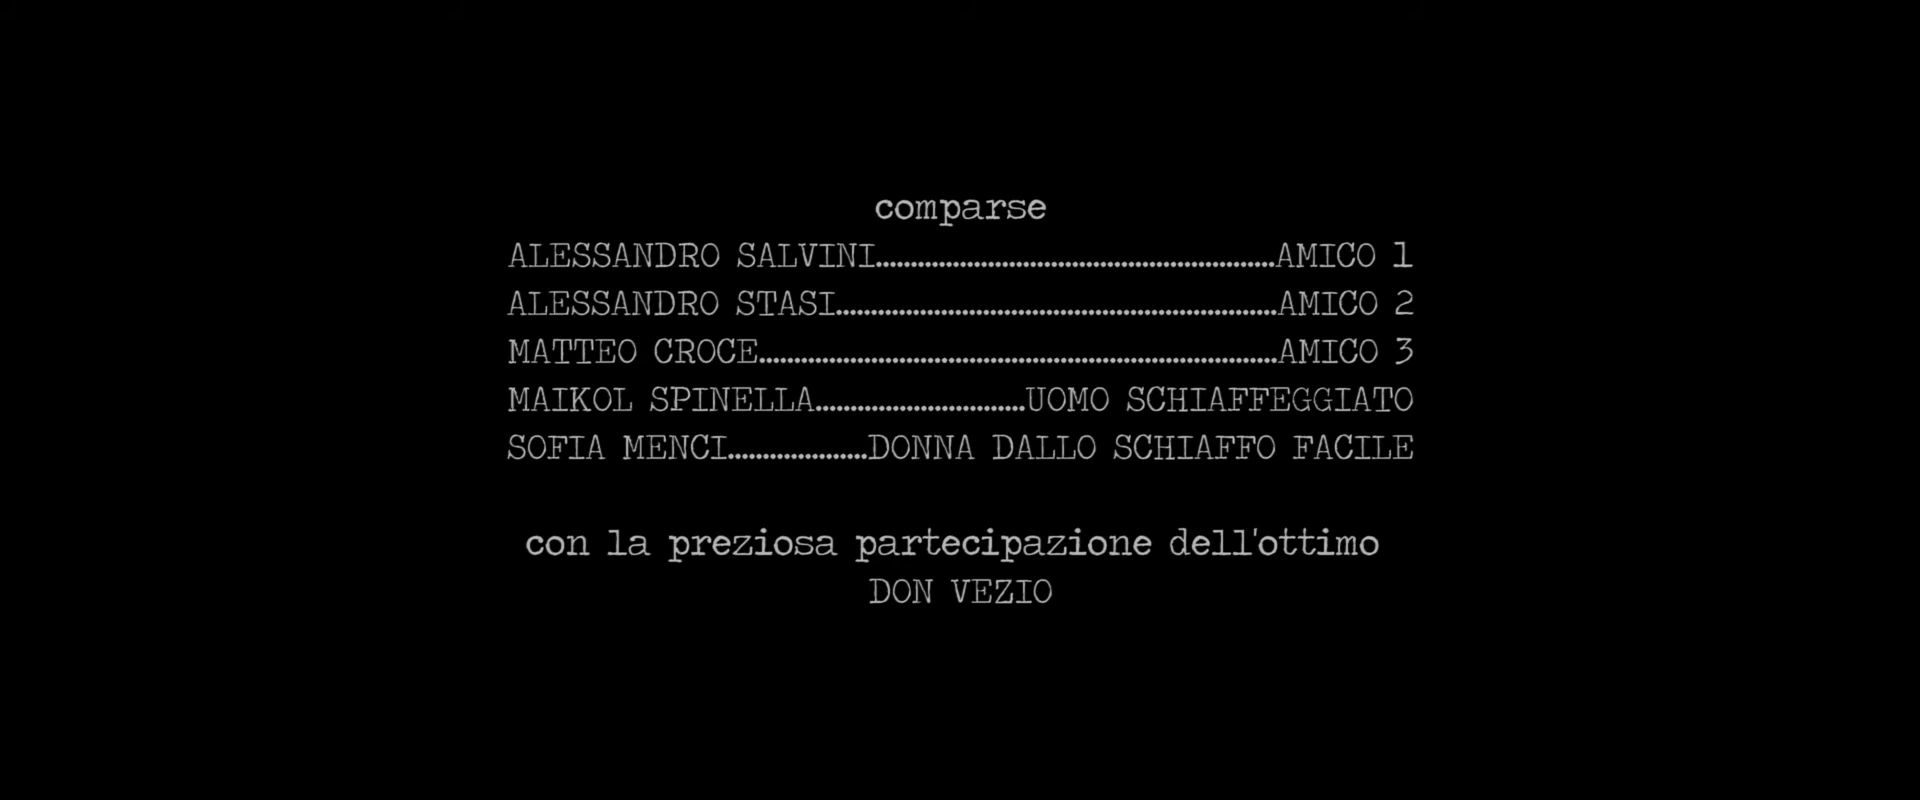 comparse
ALESSANDRO SALVINI.........................................................AMICO 1
ALESSANDRO STASI...............................................................AMICO 2
MATTEO CROCE..........................................................................AMICO 3
MAIKOL SPINELLA..............................UOMO SCHIAFFEGGIATO
SOFIA MENCI....................DONNA DALLO SCHIAFFO FACILE
con la preziosa partecipazione dell'ottimo
DON VEZIO